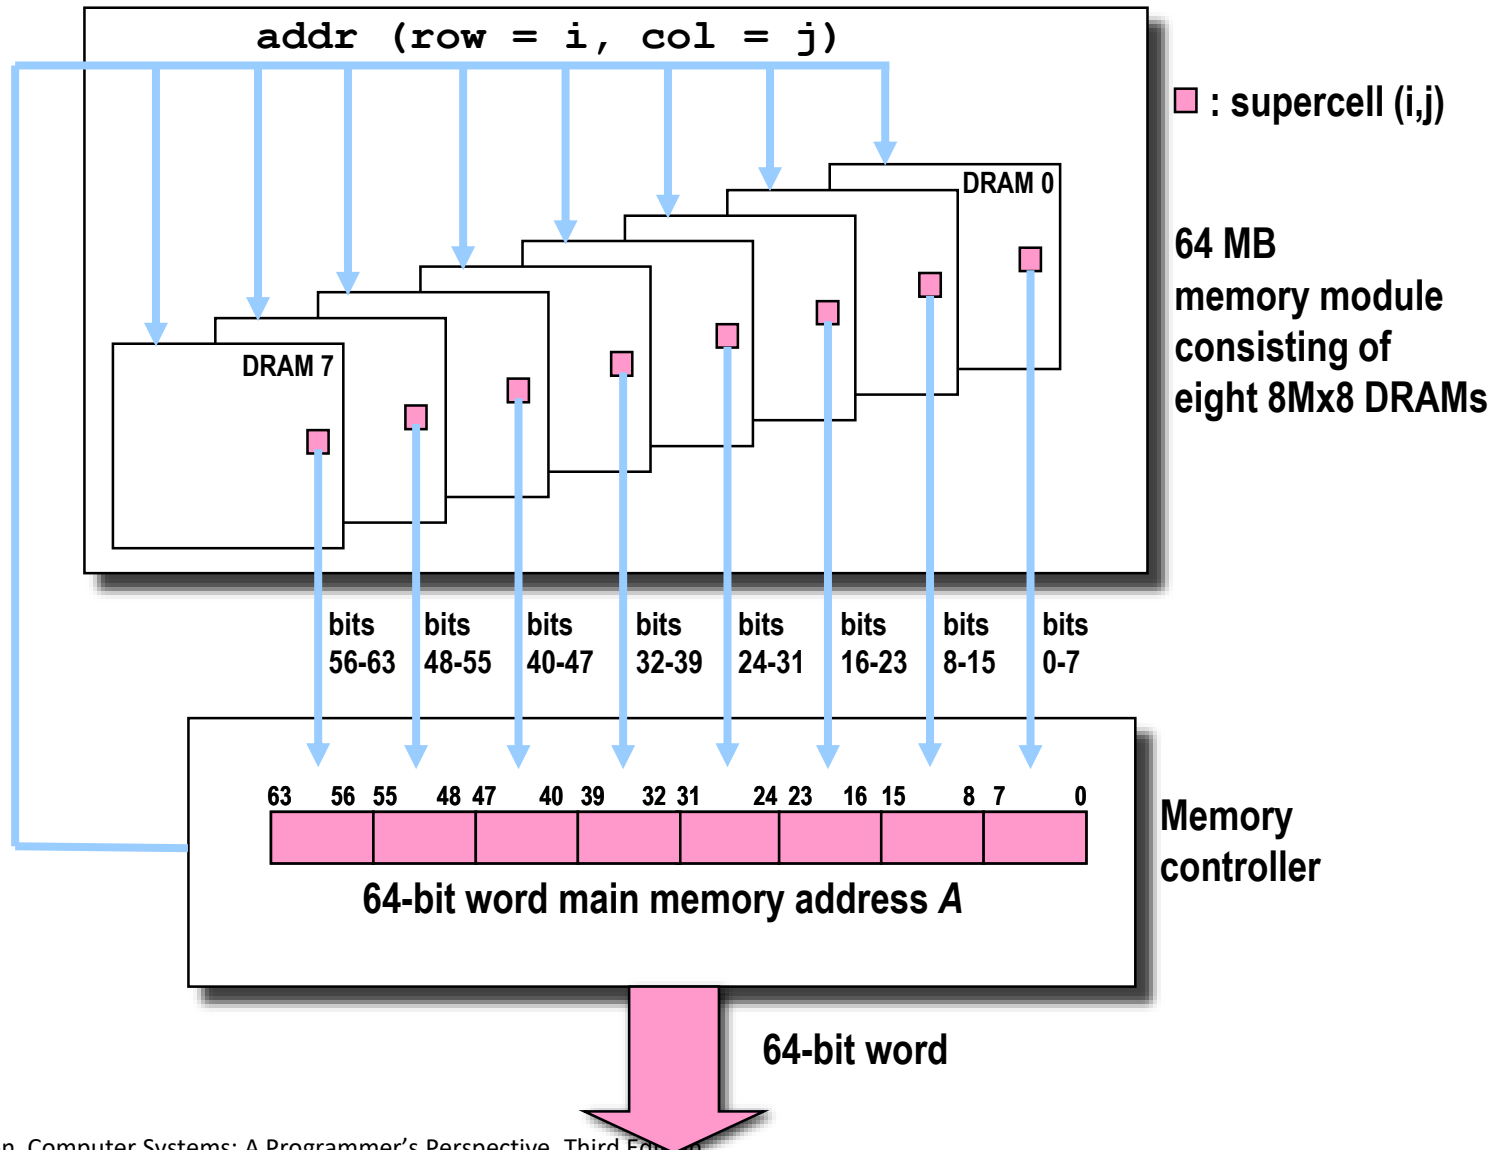 addr (row = i, col = j)
: supercell (i,j)
DRAM 0
64 MB
memory module
consisting of
eight 8Mx8 DRAMs
DRAM 7
bits
56-63
bits
48-55
bits
40-47
bits
32-39
bits
24-31
bits
16-23
bits
8-15
bits
0-7
63 56 55 48 47 40 39 32 31 24 23 16 15 8 7 0
Memory
controller
64-bit word main memory address A
64-bit word
Computer Systems: A Programmer's Perspective, Third